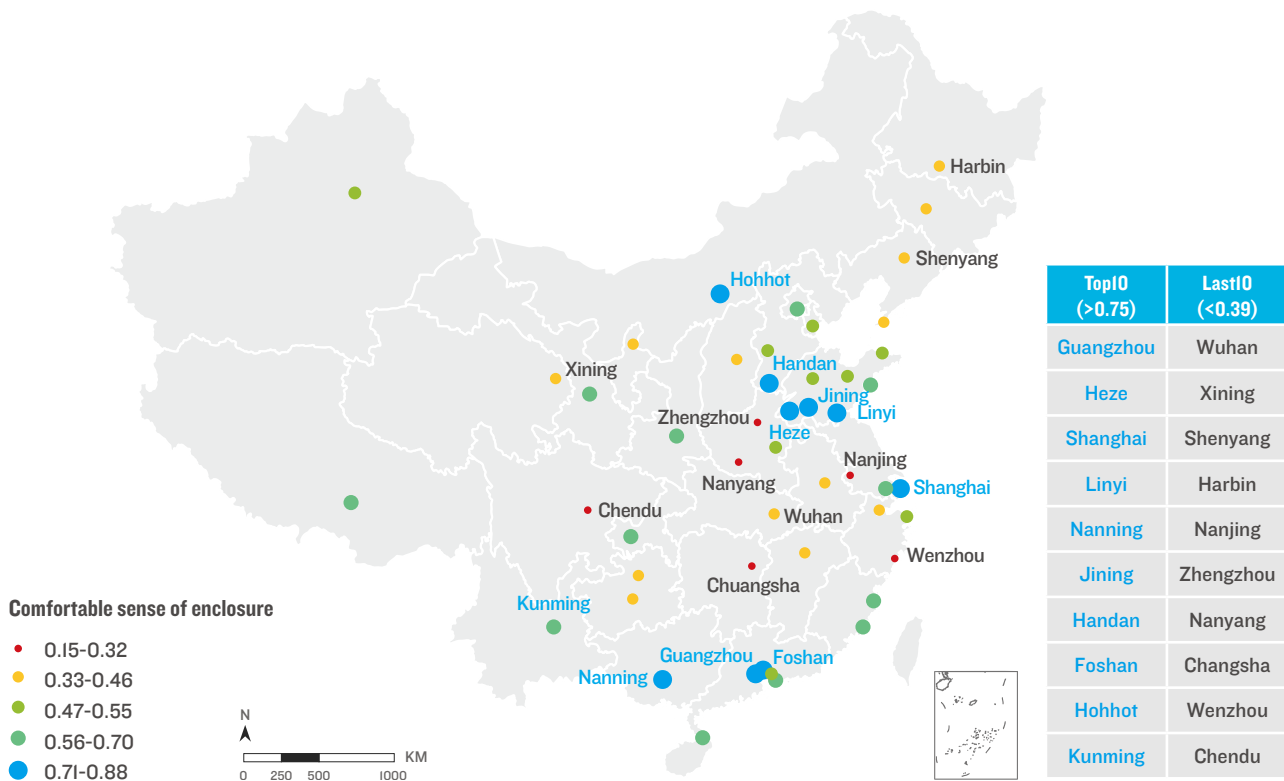 Harbin
Shenyang
Hohhot
Xining
Handan
Jining
Linyi
Zhengzhou
Heze
Nanyang
Nanjing
Shanghai
Chendu
Wuhan
Wenzhou
Chuangsha
Kunming
Guangzhou
Foshan
Nanning
Comfortable sense of enclosure
0.15-0.32
0.33-0.46
0.47-0.55
0.56-0.70
0.71-0.88
N
KM
0 250 500 1000
Top10 Last10
(>0.75) (<0.39)
Guangzhou Wuhan
Heze Xining
Shanghai Shenyang
Linyi Harbin
Nanning Nanjing
Jining Zhengzhou
Handan Nanyang
Foshan Changsha
Hohhot Wenzhou
Kunming Chendu